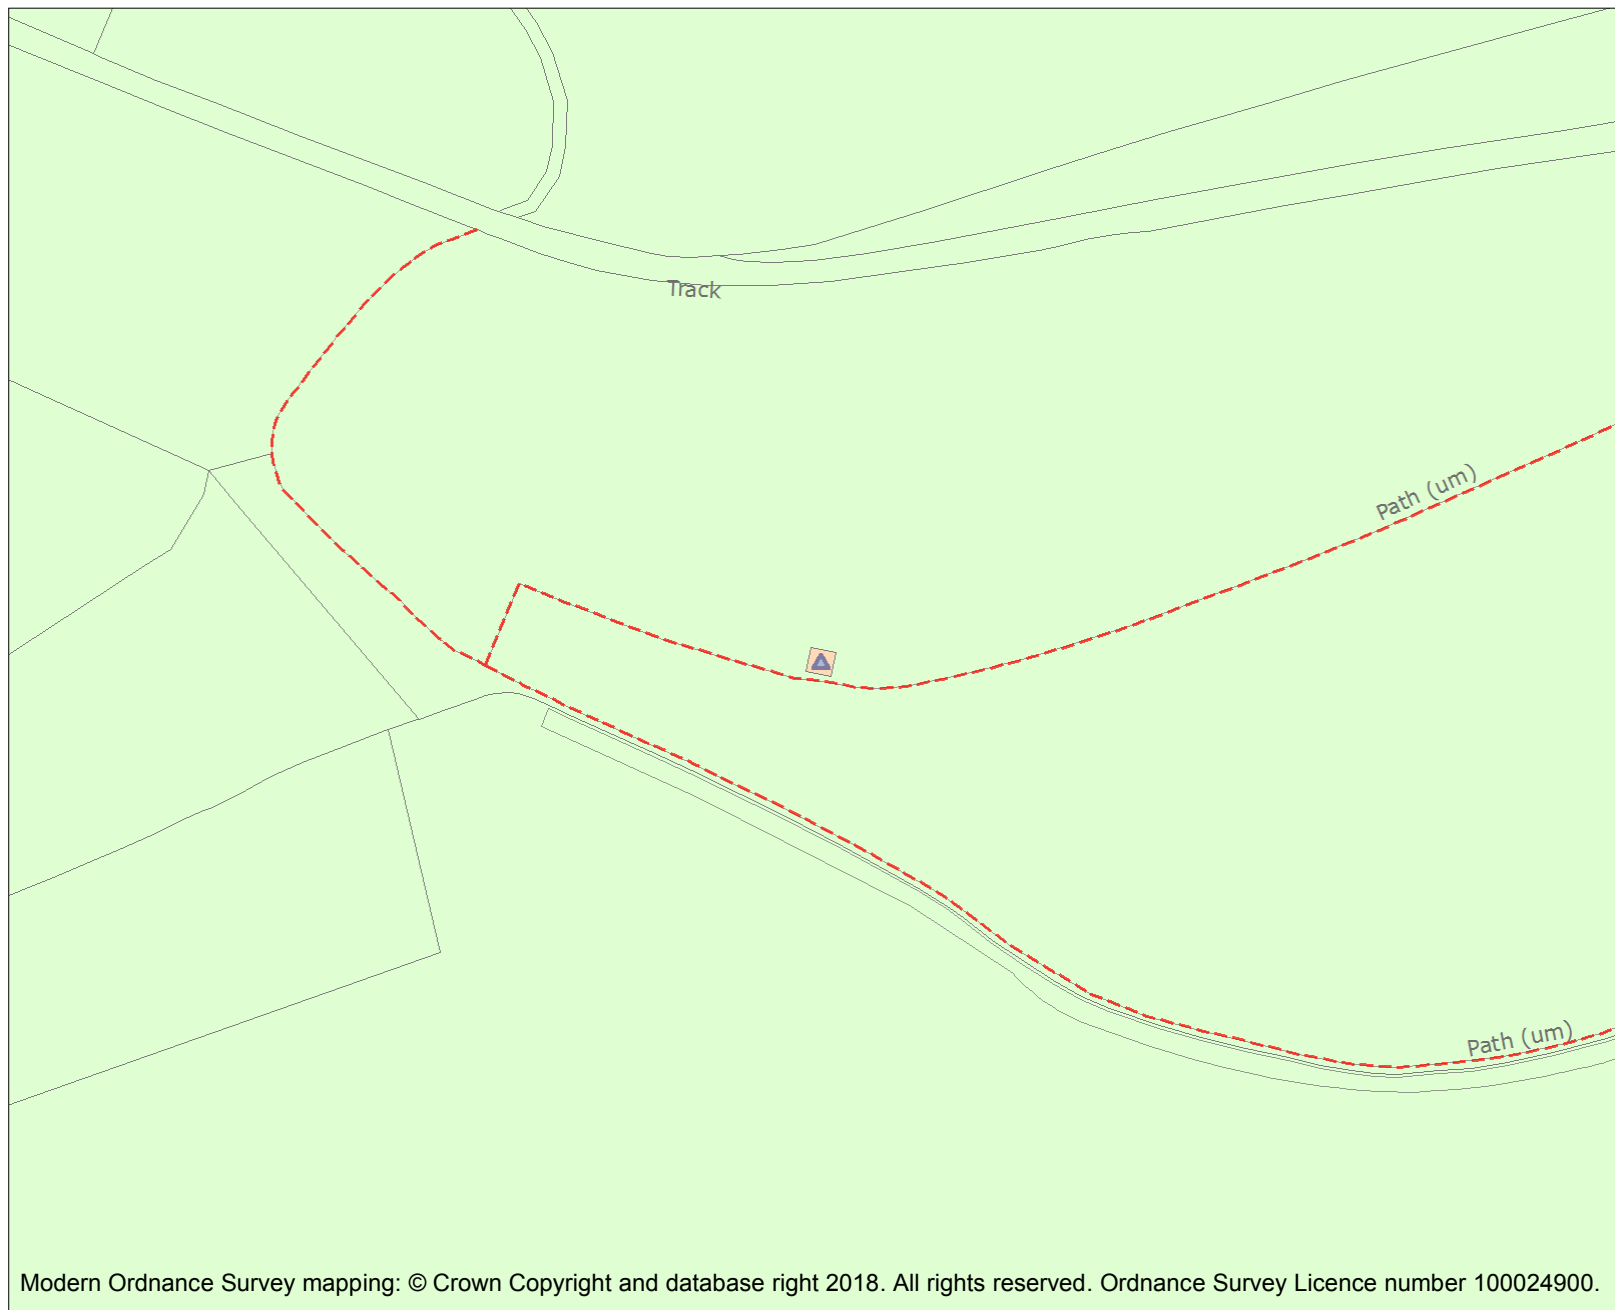 Track
Path (um)
Path (um)
Modern Ordnance Survey mapping: © Crown Copyright and database right 2018. All rights reserved. Ordnance Survey Licence number 100024900.